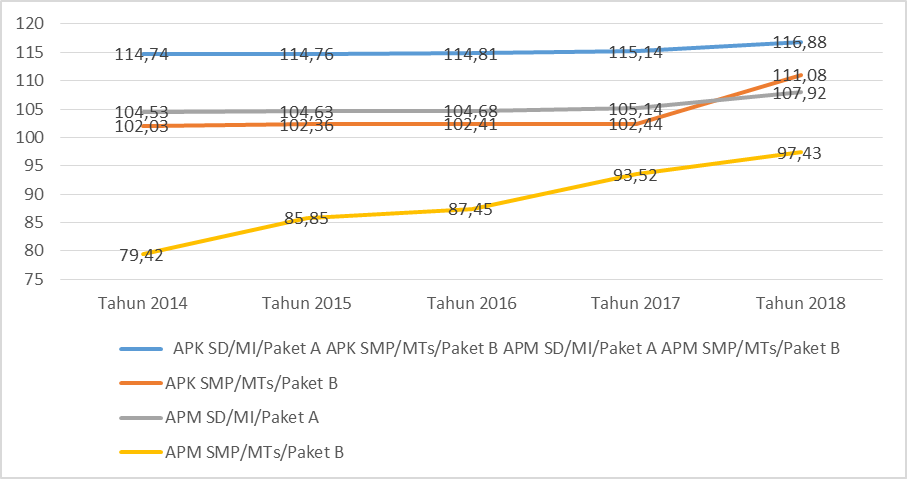 120
115
110
105
100
95
90
85
80
75
114,74 114,76 114,81 115,14 116,88
102,03 102,36 102,41 102,44 111,08
104,53 104,63 104,68 105,14 107,92
79,42 85,85 87,45 93,52 97,43
Tahun 2014 Tahun 2015 Tahun 2016 Tahun 2017 Tahun 2018
APK SD/MI/Paket A APK SMP/MTs/Paket B APM SD/MI/Paket A APM SMP/MTs/Paket B
APK SMP/MTs/Paket B
APM SD/MI/Paket A
APM SMP/MTs/Paket B